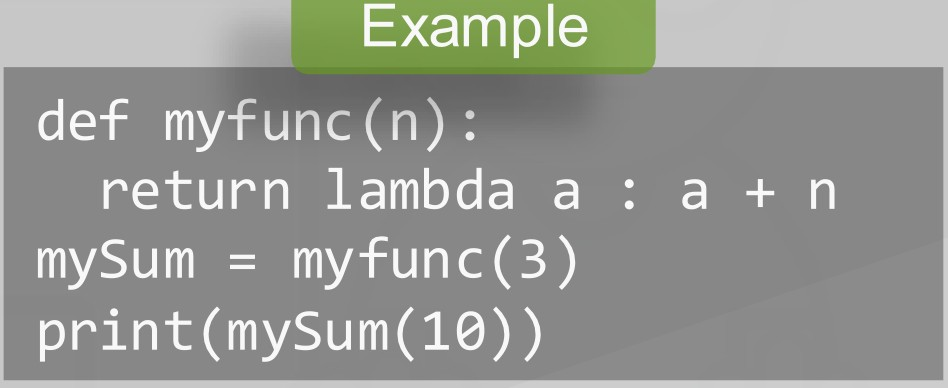 Example
def myfunc(n):
  return lambda a : a + n
mySum = myfunc(3)
print(mySum(10))